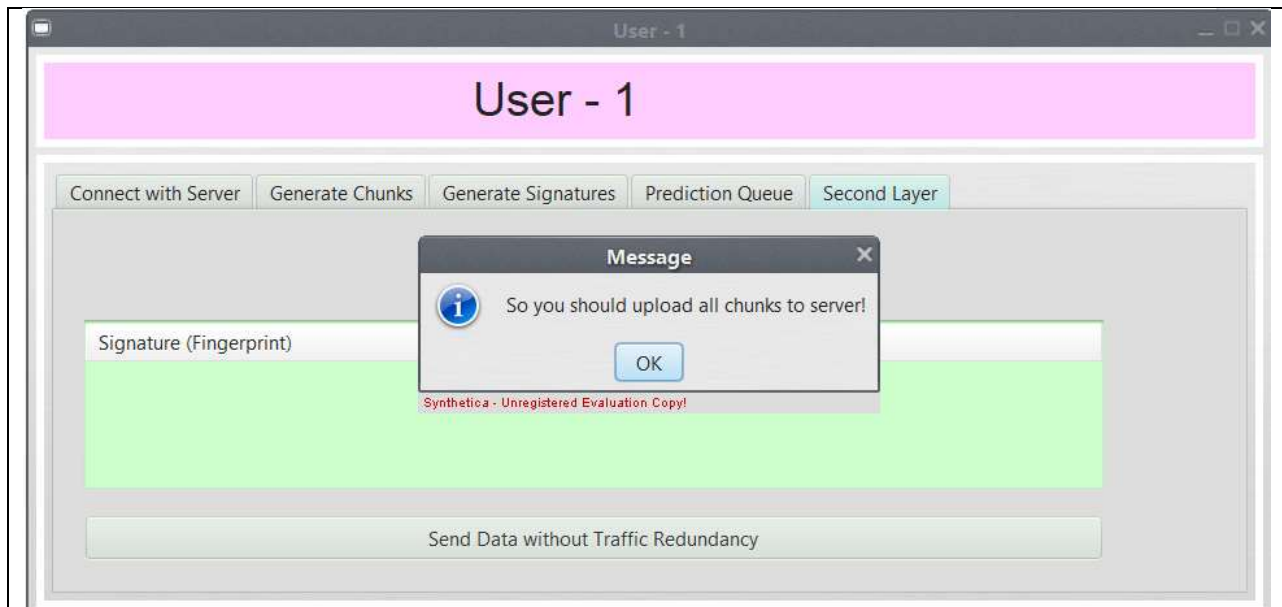 User - 1
User - 1
Connect with Server Generate Chunks Generate Signatures Prediction Queue Second Layer
Message
So you should upload all chunks to server!
Signature (Fingerprint)
OK
Synthetica - Unregistered Evaluation Copy!
Send Data without Traffic Redundancy